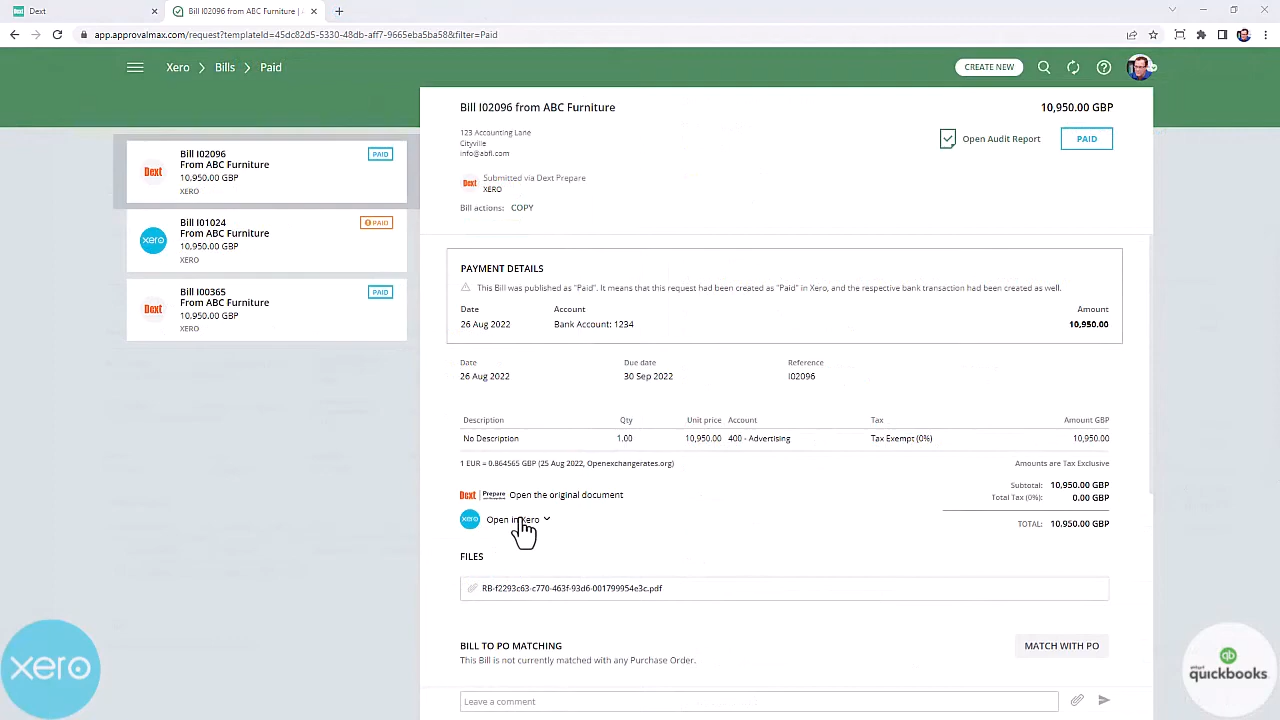 Dext
Bill I02096 from ABC Furniture |
app.approvalmax.com/request?templateId=45dc82d5-5330-48db-aff7-9665eba5ba58&filter=Paid
Xero > Bills > Paid
CREATE NEW
Bill I02096
From ABC Furniture
10,950.00 GBP
XERO
PAID
Dext
Bill I01024
From ABC Furniture
10,950.00 GBP
XERO
PAID
xero
Bill I00365
From ABC Furniture
10,950.00 GBP
XERO
PAID
Dext
Bill I02096 from ABC Furniture
10,950.00 GBP
123 Accounting Lane
Cityville
info@abfl.com
Open Audit Report
PAID
Dext
Submitted via Dext Prepare
XERO
Bill actions: COPY
PAYMENT DETAILS
This Bill was published as "Paid". It means that this request had been created as "Paid" in Xero, and the respective bank transaction had been created as well.
Date Account Amount
26 Aug 2022 Bank Account: 1234 10,950.00
Date Due date Reference
26 Aug 2022 30 Sep 2022 I02096
Description Qty Unit price Account Tax Amount GBP
No Description 1.00 10,950.00 400 - Advertising Tax Exempt (0%) 10,950.00
1 EUR = 0.864565 GBP (25 Aug 2022, Openexchangerates.org) Amounts are Tax Exclusive
Subtotal: 10,950.00 GBP
Total Tax (0%): 0.00 GBP
TOTAL: 10,950.00 GBP
Dext | Prepare Open the original document
xero Open in Xero
FILES
RB-f2293c63-c770-463f-93d6-001799954e3c.pdf
BILL TO PO MATCHING
This Bill is not currently matched with any Purchase Order.
MATCH WITH PO
Leave a comment
xero
qb
quickbooks